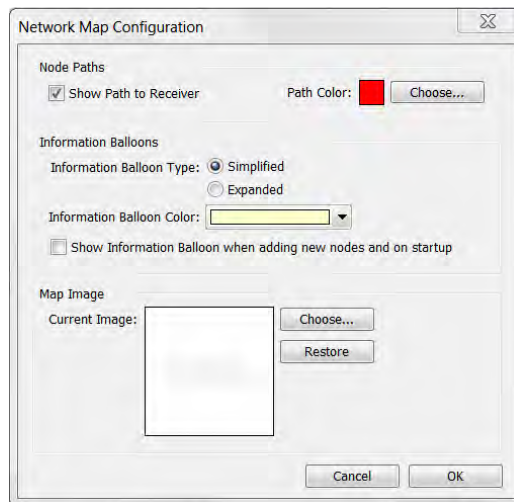 Network Map Configuration
Node Paths
Show Path to Receiver
Path Color:
Choose...
Information Balloons
Information Balloon Type:
Simplified
Expanded
Information Balloon Color:
Show Information Balloon when adding new nodes and on startup
Map Image
Current Image:
Choose...
Restore
Cancel
OK